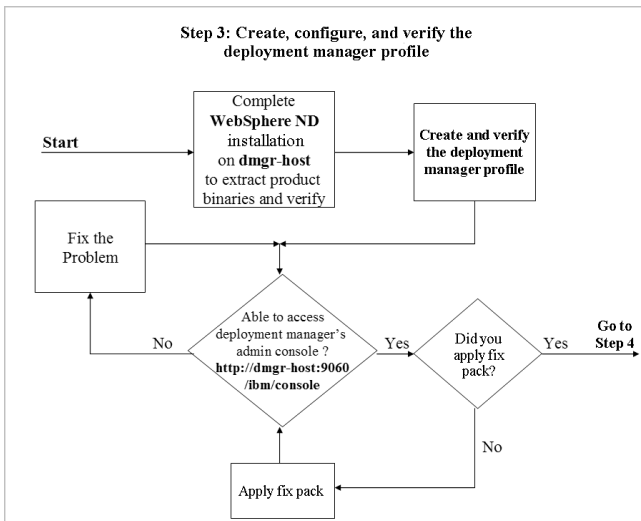 Step 3: Create, configure, and verify the
deployment manager profile
Start
Complete
WebSphere ND
installation
on dmgr-host
to extract product
binaries and verify
Create and verify
the deployment
manager profile
Fix the
Problem
No
Able to access
deployment manager's
admin console ?
http://dmgr-host:9060
/ibm/console
Yes
Did you
apply fix
pack?
Yes
Go to
Step 4
No
Apply fix pack